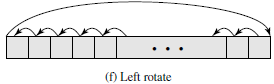 • • •
(f) Left rotate